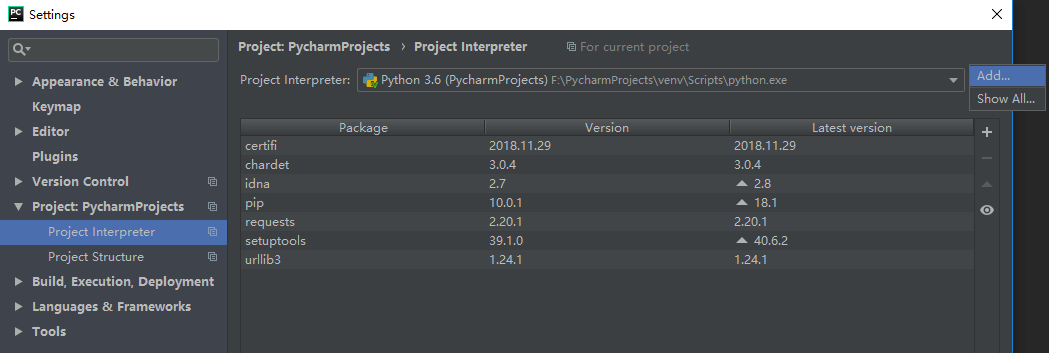 PC Settings
Project: PycharmProjects › Project Interpreter For current project
Appearance & Behavior
Project Interpreter: Python 3.6 (PycharmProjects) F:\PycharmProjects\venv\Scripts\python.exe
Add...
Show All...
Keymap
Editor
Plugins
Version Control
Project: PycharmProjects
Project Interpreter
Project Structure
Build, Execution, Deployment
Languages & Frameworks
Tools
Package Version Latest version
certifi 2018.11.29 2018.11.29
chardet 3.0.4 3.0.4
idna 2.7 2.8
pip 10.0.1 18.1
requests 2.20.1 2.20.1
setuptools 39.1.0 40.6.2
urllib3 1.24.1 1.24.1